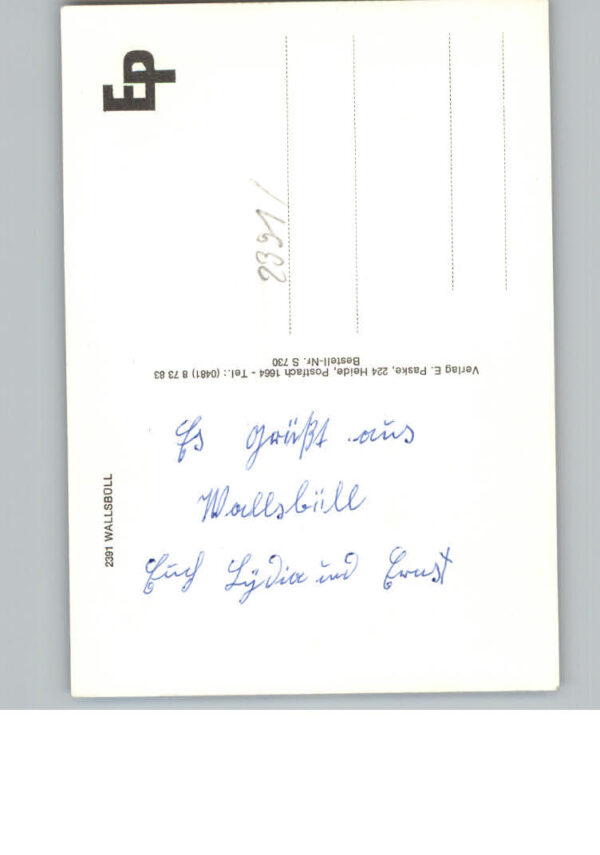 EP
2391/
Verlag E. Paske, 224 Heide, Postfach 1664 - Tel.: (0481) 8 73 83
Bestell-Nr. S 730
Es grüßt aus
Wallsbüll
Euch Lydia und Ernst
2391 WALLSBÜLL